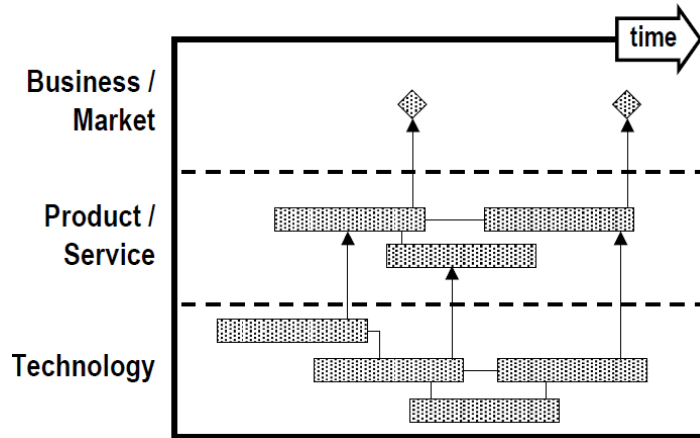 time
Business /
Market
Product /
Service
Technology